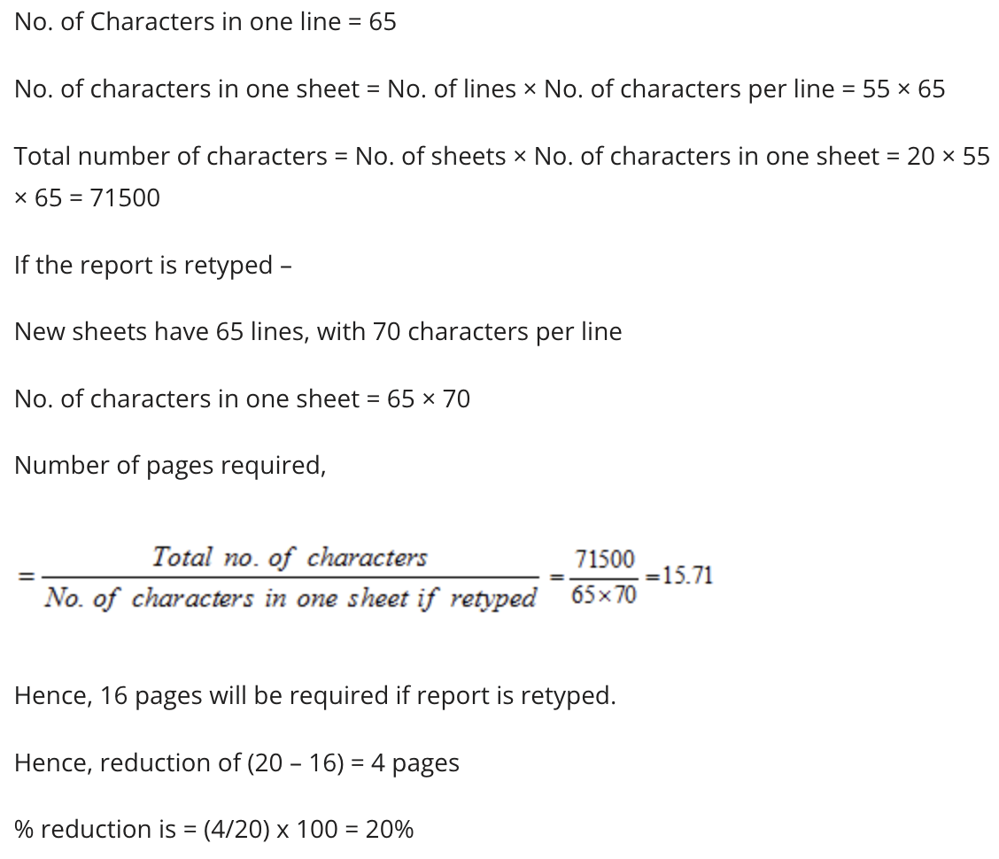 No. of Characters in one line = 65
No. of characters in one sheet = No. of lines × No. of characters per line = 55 × 65
Total number of characters = No. of sheets × No. of characters in one sheet = 20 × 55
× 65 = 71500
If the report is retyped –
New sheets have 65 lines, with 70 characters per line
No. of characters in one sheet = 65 × 70
Number of pages required,
= Total no. of characters / No. of characters in one sheet if retyped = 71500 / 65×70 =15.71
Hence, 16 pages will be required if report is retyped.
Hence, reduction of (20 – 16) = 4 pages
% reduction is = (4/20) x 100 = 20%